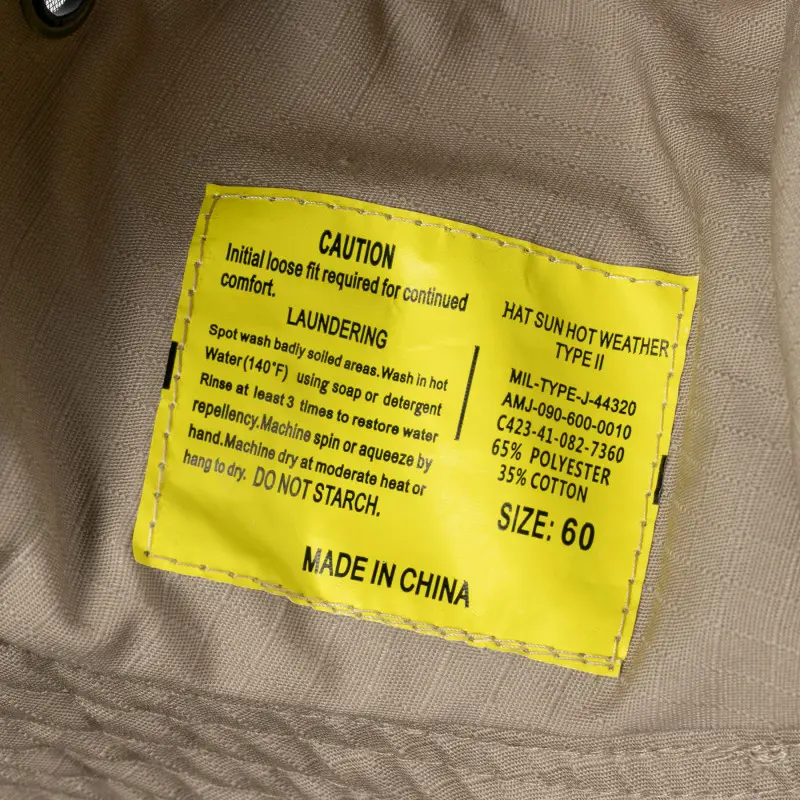 CAUTION
Initial loose fit required for continued
comfort.
LAUNDERING
Spot wash badly soiled areas.Wash in hot
Water(140°F) using soap or detergent
Rinse at least 3 times to restore water
repellency.Machine spin or aqueeze by
hand.Machine dry at moderate heat or
hang to dry. DO NOT STARCH.
HAT SUN HOT WEATHER
TYPE II
MIL-TYPE-J-44320
AMJ-090-600-0010
C423-41-082-7360
65% POLYESTER
35% COTTON
SIZE: 60
MADE IN CHINA